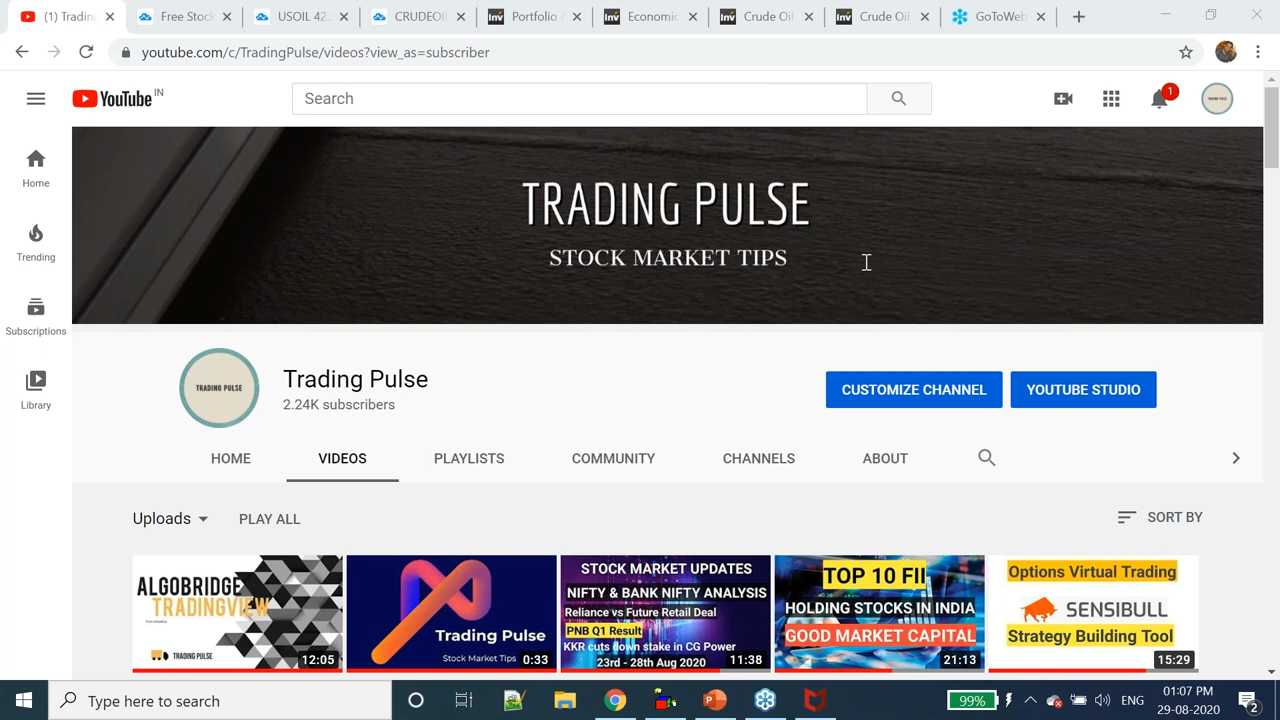 (1) Trading
Free Stock
USOIL 42.
CRUDEOI
Portfolio
Economic
Crude Oil
Crude Oil
GoToWeb
youtube.com/c/TradingPulse/videos?view_as=subscriber
YouTube IN
Search
1
TRADING PULSE
STOCK MARKET TIPS
Home
Trending
Subscriptions
Library
TRADING PULSE
Trading Pulse
2.24K subscribers
CUSTOMIZE CHANNEL
YOUTUBE STUDIO
HOME VIDEOS PLAYLISTS COMMUNITY CHANNELS ABOUT
Uploads PLAY ALL SORT BY
ALGOBRIDGE
TRADINGVIEW
TRADING PULSE
12:05
Trading Pulse
Stock Market Tips
0:33
STOCK MARKET UPDATES
NIFTY & BANK NIFTY ANALYSIS
Reliance vs Future Retail Deal
PNB Q1 Result
KKR cuts down stake in CG Power
23rd - 28th Aug 2020
11:38
TOP 10 FII
HOLDING STOCKS IN INDIA
GOOD MARKET CAPITAL
21:13
Options Virtual Trading
SENSIBULL
Strategy Building Tool
15:29
Type here to search
99%
ENG
01:07 PM
29-08-2020
2